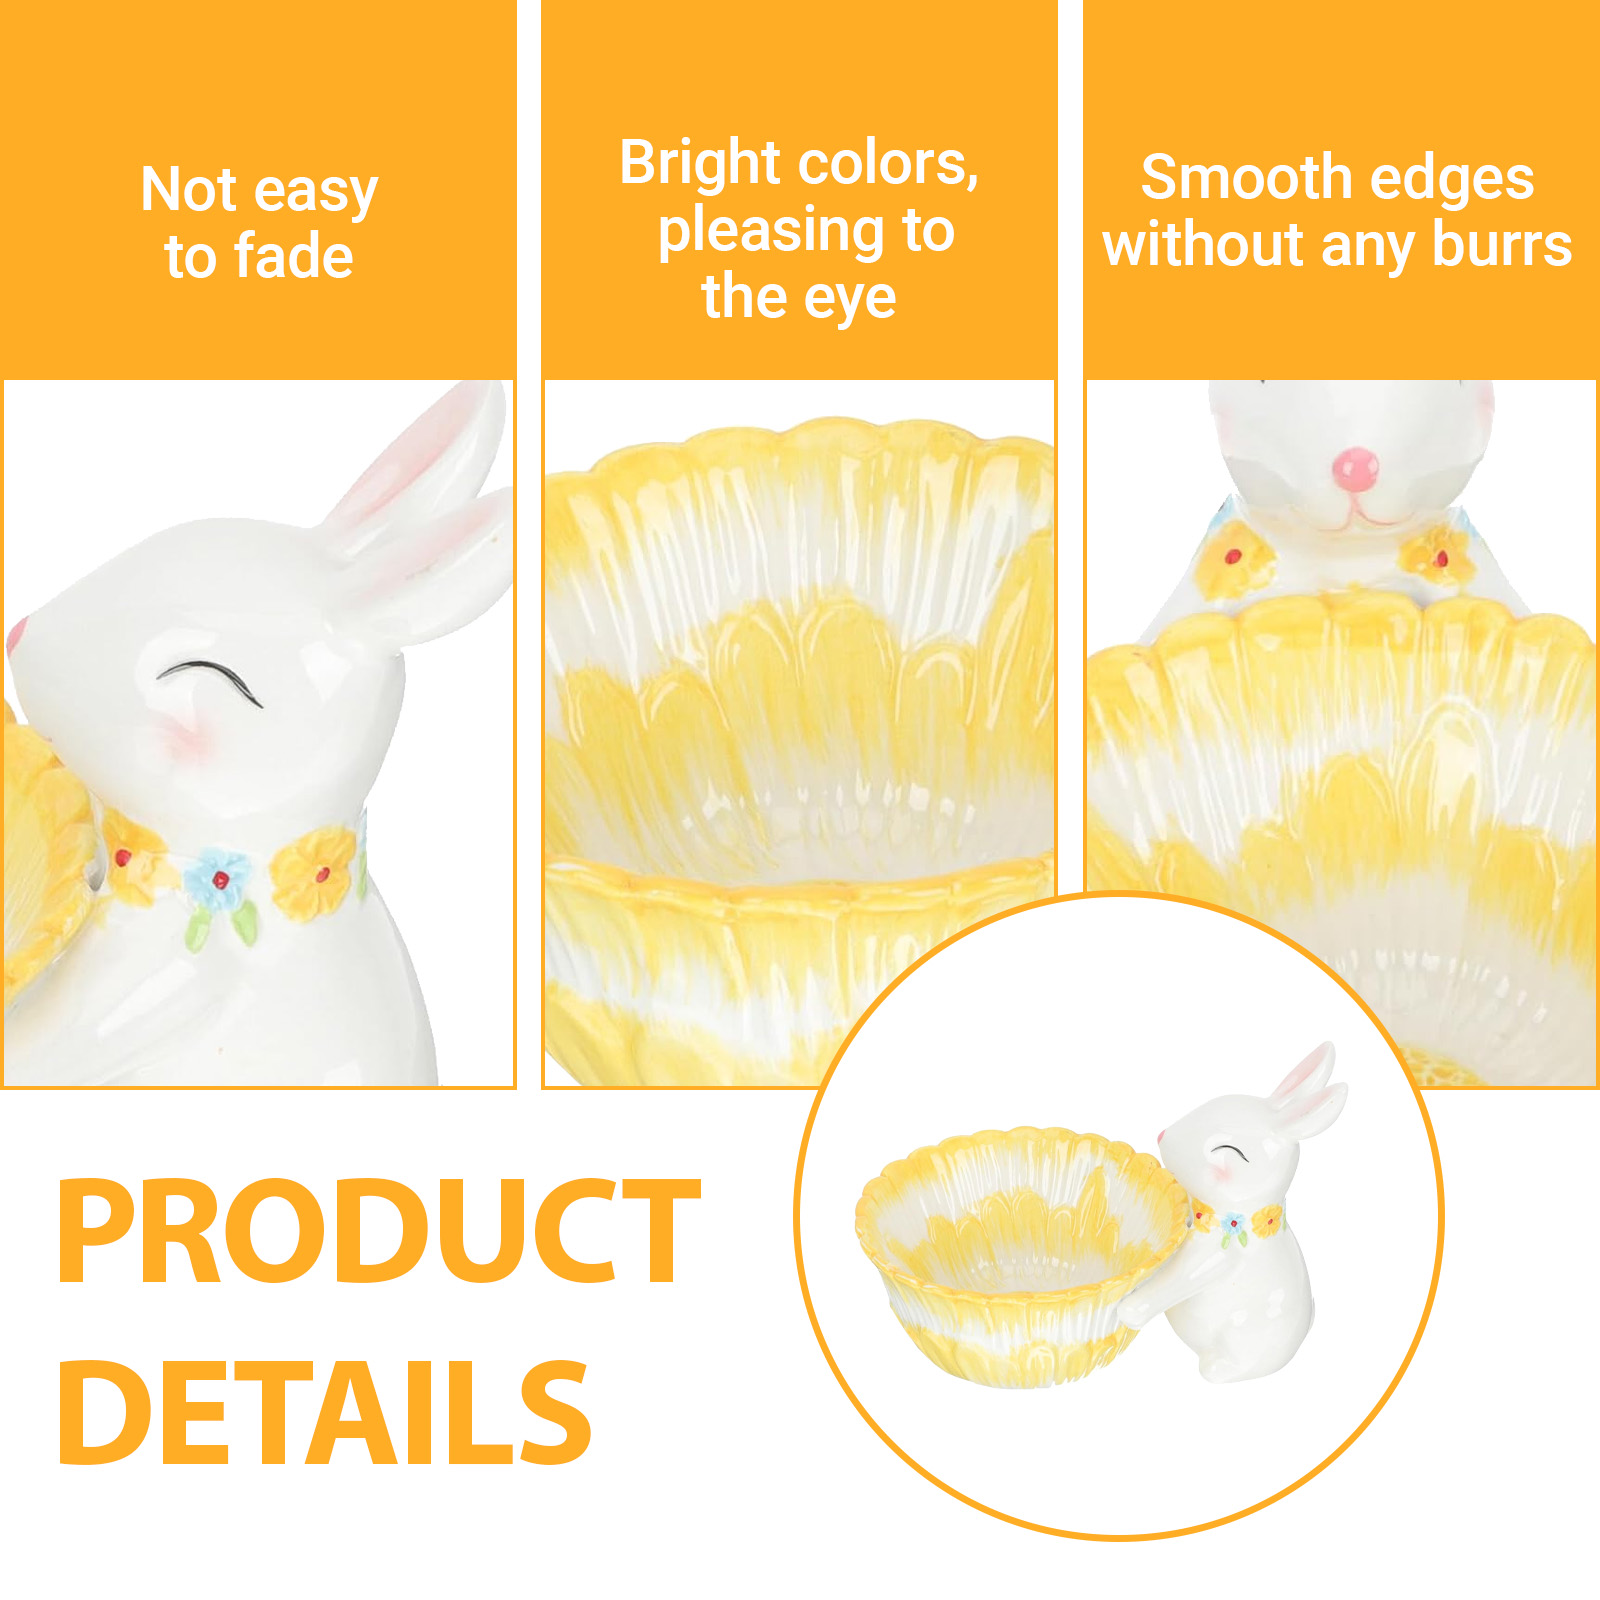 Not easy
to fade
Bright colors,
pleasing to
the eye
Smooth edges
without any burrs
PRODUCT
DETAILS